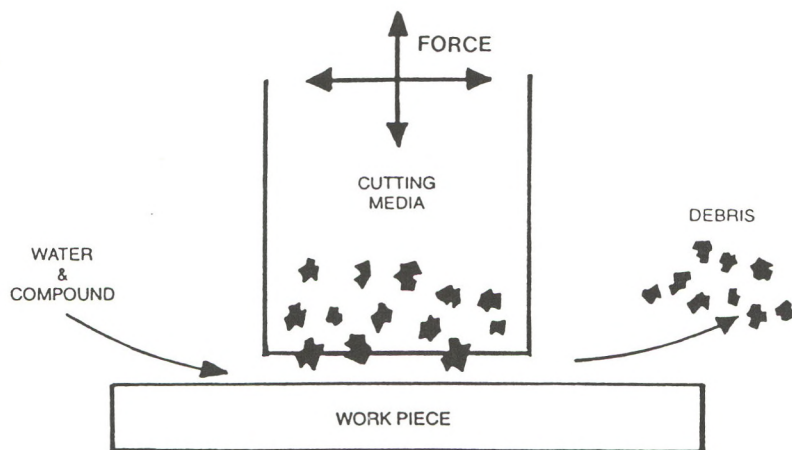 FORCE
CUTTING
MEDIA
DEBRIS
WATER
&
COMPOUND
WORK PIECE